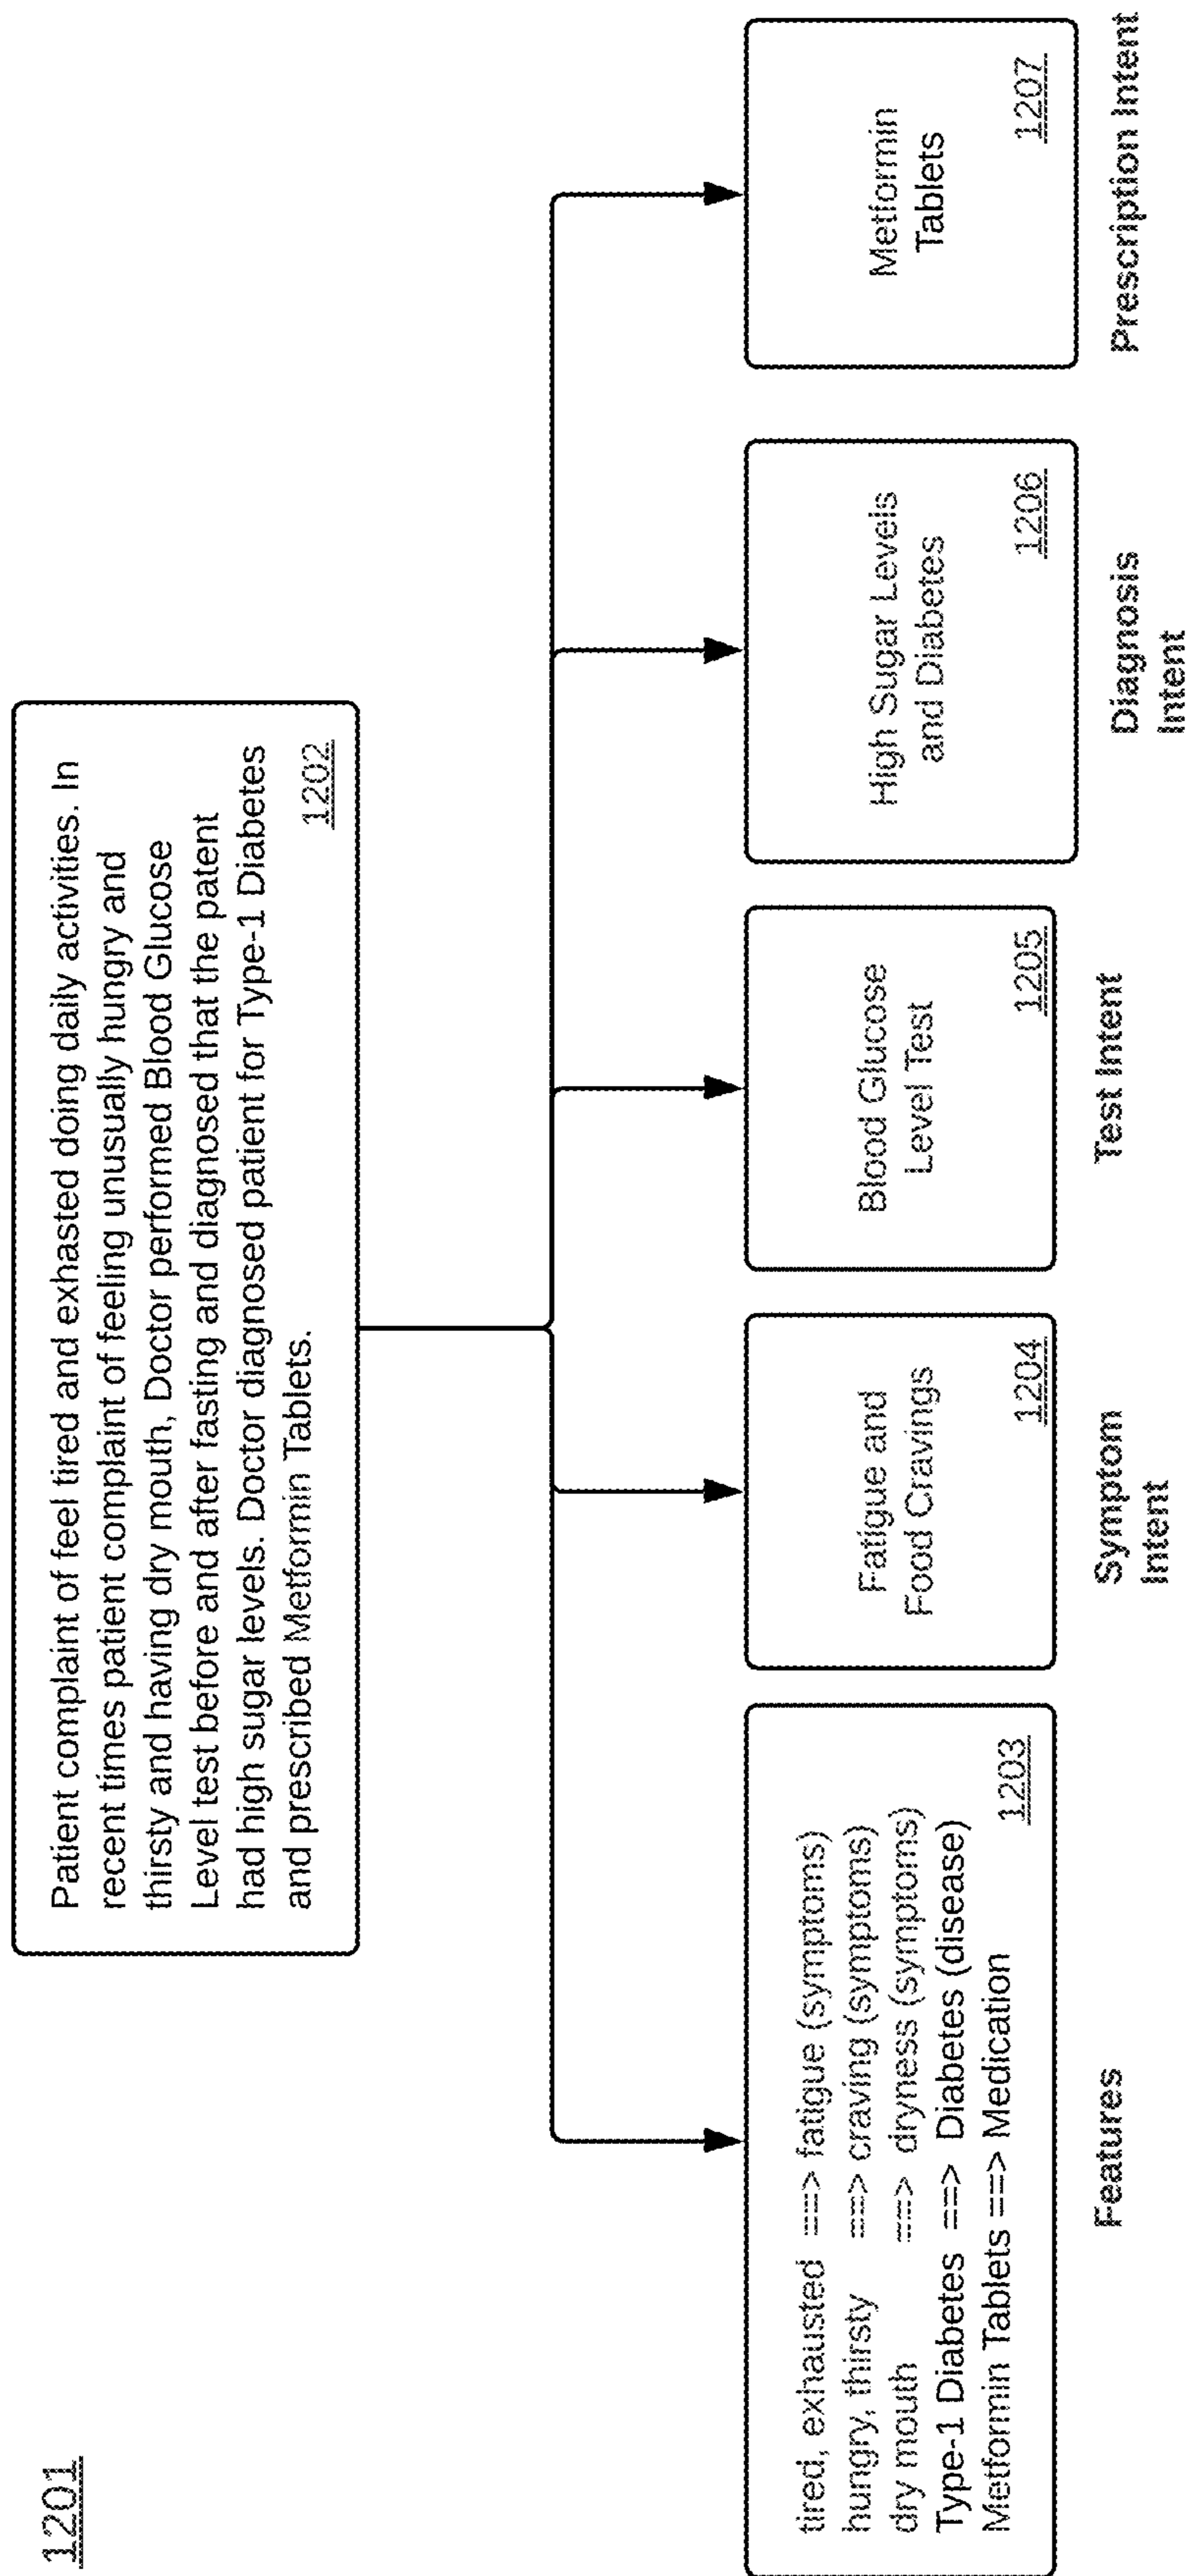 1201
Patient complaint of feel tired and exhasted doing daily activities. In
recent times patient complaint of feeling unusually hungry and
thirsty and having dry mouth, Doctor performed Blood Glucose
Level test before and after fasting and diagnosed that the patent
had high sugar levels. Doctor diagnosed patient for Type-1 Diabetes
and prescribed Metformin Tablets.
1202
tired, exhausted ==> fatigue (symptoms)
hungry, thirsty ==> craving (symptoms)
dry mouth ==> dryness (symptoms)
Type-1 Diabetes ==> Diabetes (disease)
Metformin Tablets ==> Medication
1203
Features
Fatigue and
Food Cravings
1204
Symptom
Intent
Blood Glucose
Level Test
1205
Test Intent
High Sugar Levels
and Diabetes
1206
Diagnosis
Intent
Metformin
Tablets
1207
Prescription Intent